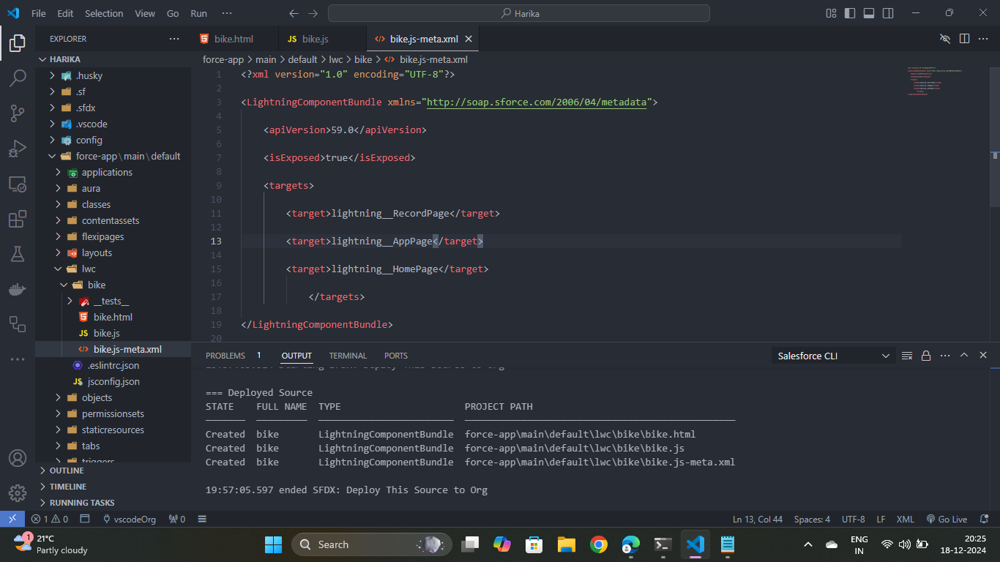 File Edit Selection View Go Run ··· Harika
EXPLORER ···
bike.html
JS bike.js
bike.js-meta.xml
HARIKA
force-app > main > default > lwc > bike > bike.js-meta.xml
.husky
.sf
.sfdx
.vscode
config
force-app\main\default
applications
aura
classes
contentassets
flexipages
layouts
lwc
bike
__tests__
bike.html
JS bike.js
bike.js-meta.xml
.eslintrc.json
JS jsconfig.json
objects
permissionsets
staticresources
tabs
triggers
OUTLINE
TIMELINE
RUNNING TASKS
1 <?xml version="1.0" encoding="UTF-8"?>
2
3 <LightningComponentBundle xmlns="http://soap.sforce.com/2006/04/metadata">
4
5 <apiVersion>59.0</apiVersion>
6
7 <isExposed>true</isExposed>
8
9 <targets>
10
11 <target>lightning__RecordPage</target>
12
13 <target>lightning__AppPage</target>
14
15 <target>lightning__HomePage</target>
16
17 </targets>
18
19 </LightningComponentBundle>
20
PROBLEMS 1 OUTPUT TERMINAL PORTS Salesforce CLI
=== Deployed Source
STATE FULL NAME TYPE PROJECT PATH
Created bike LightningComponentBundle force-app\main\default\lwc\bike\bike.html
Created bike LightningComponentBundle force-app\main\default\lwc\bike\bike.js
Created bike LightningComponentBundle force-app\main\default\lwc\bike\bike.js-meta.xml
19:57:05.597 ended SFDX: Deploy This Source to Org
1 0 vscodeOrg 0 Ln 13, Col 44 Spaces: 4 UTF-8 LF XML Go Live
1
21°C
Partly cloudy
Search
ENG
IN
20:25
18-12-2024